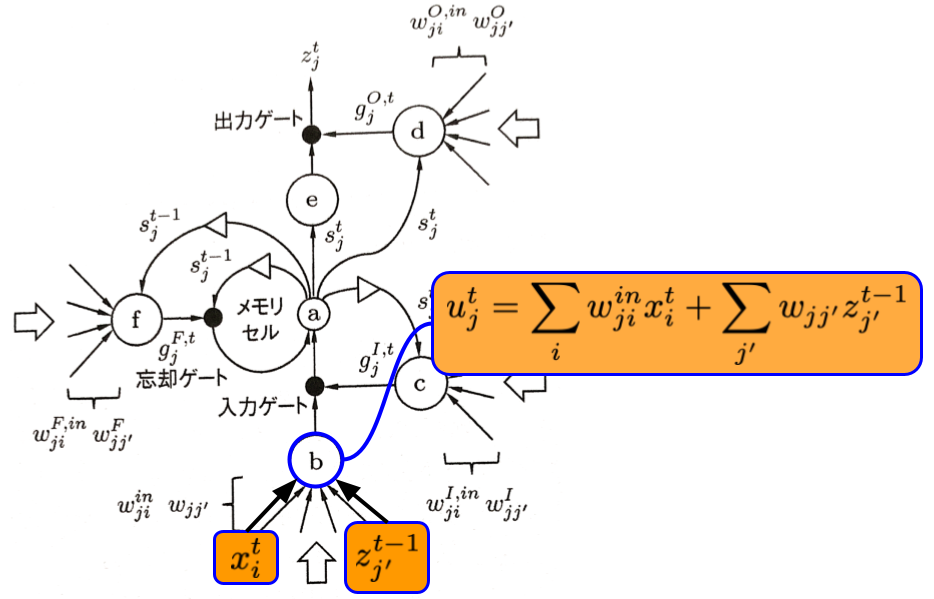 w_{ji}^{O,in} w_{jj'}^{O}
z_j^t
g_j^{O,t}
出力ゲート
d
e
s_j^{t-1}
s_j^t
s_j^t
s_j^{t-1}
メモリ
セル
a
f
g_j^{F,t}
忘却ゲート
u_j^t = \sum_i w_{ji}^{in} x_i^t + \sum_{j'} w_{jj'} z_{j'}^{t-1}
g_j^{I,t}
c
入力ゲート
w_{ji}^{F,in} w_{jj'}^{F}
b
w_{ji}^{in} w_{jj'}
w_{ji}^{I,in} w_{jj'}^{I}
x_i^t
z_{j'}^{t-1}